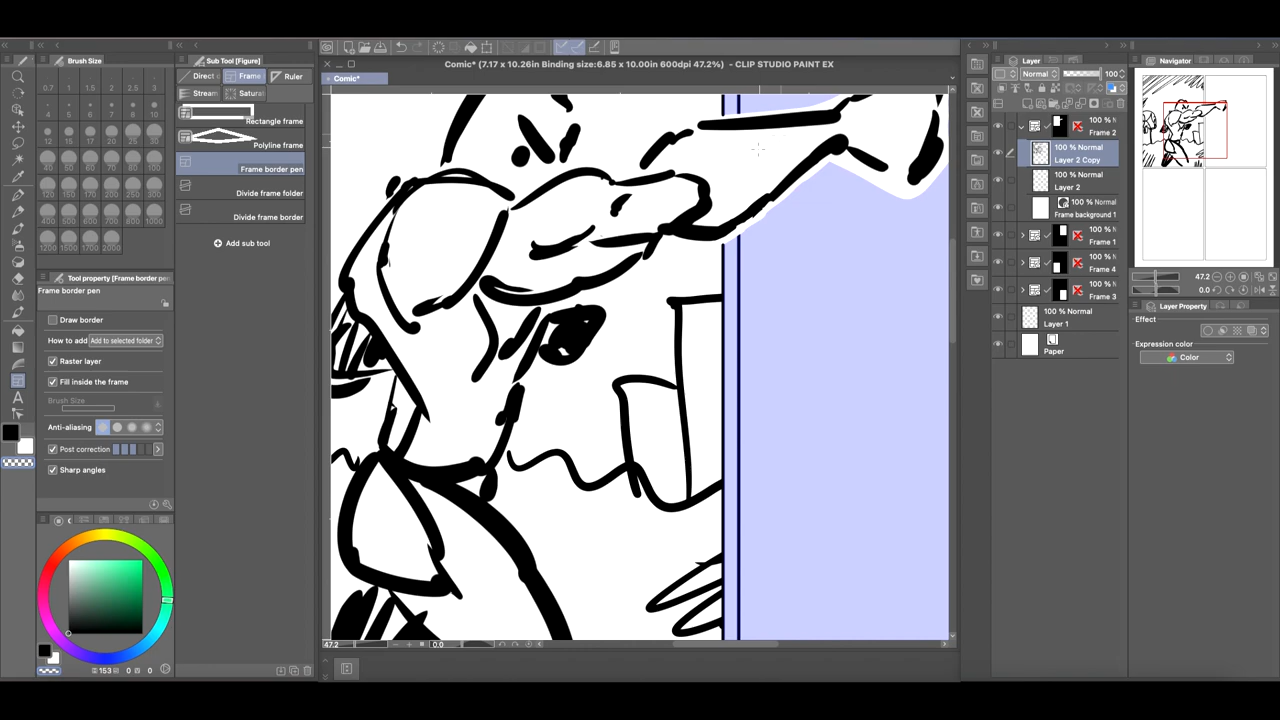 Brush Size
0.7 1 1.5 2 2.5 3
4 5 6 7 8 10
12 15 17 20 25 30
40 50 60 70 80 100
120 150 170 200 250 300
400 500 600 700 800 1000
1200 1500 1700 2000
Tool property [Frame border pen]
Frame border pen
Draw border
How to add Add to selected folder
Raster layer
Fill inside the frame
Brush Size
Anti-aliasing
Post correction
Sharp angles
153 0 0
Sub Tool [Figure]
Direct Frame Ruler
Stream Saturat
Rectangle frame
Polyline frame
Frame border pen
Divide frame folder
Divide frame border
Add sub tool
Comic* (7.17 x 10.26in Binding size:6.85 x 10.00in 600dpi 47.2%) - CLIP STUDIO PAINT EX
Comic*
47.2 0.0
Layer
Normal 100
100 % N
Frame 2
100 % Normal
Layer 2 Copy
100 % Normal
Layer 2
100 % Normal
Frame background 1
100 % N
Frame 1
100 % N
Frame 4
100 % N
Frame 3
100 % Normal
Layer 1
Paper
Navigator
47.2
0.0
Layer Property
Effect
Expression color
Color